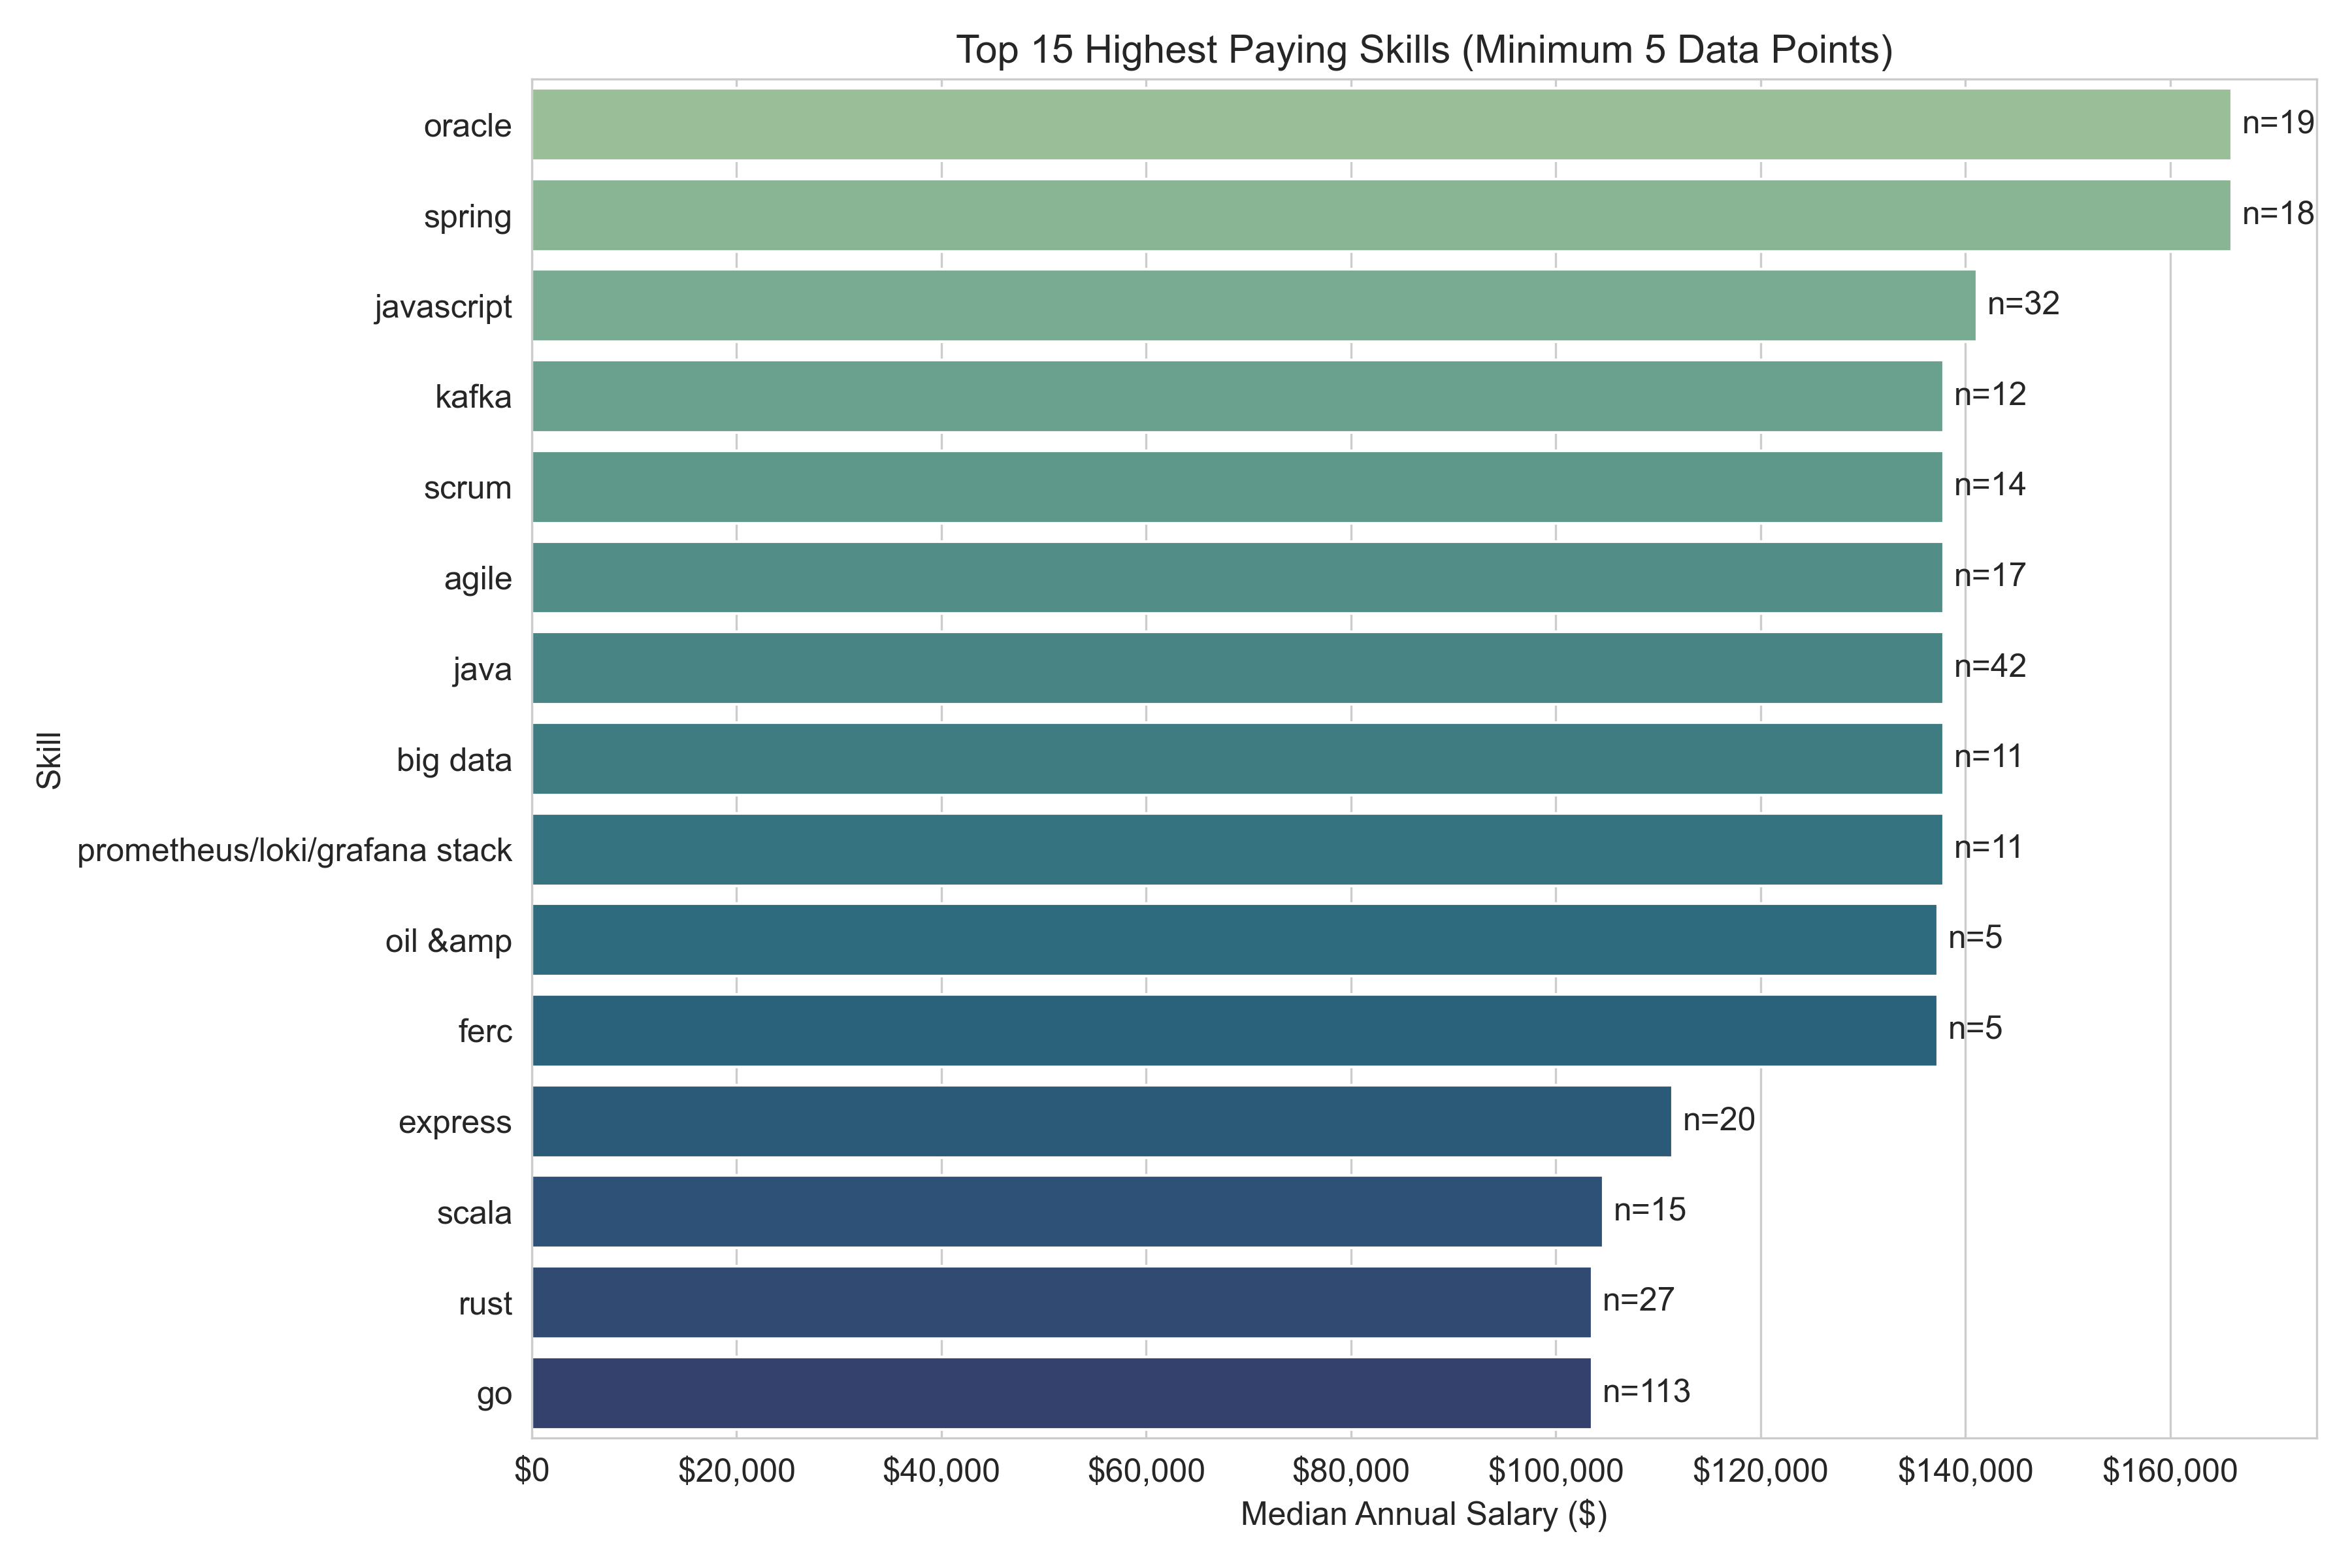 Top 15 Highest Paying Skills (Minimum 5 Data Points)
oracle n=19
spring n=18
javascript n=32
kafka n=12
scrum n=14
agile n=17
java n=42
big data n=11
prometheus/loki/grafana stack n=11
oil &amp n=5
ferc n=5
express n=20
scala n=15
rust n=27
go n=113
Skill
$0 $20,000 $40,000 $60,000 $80,000 $100,000 $120,000 $140,000 $160,000
Median Annual Salary ($)